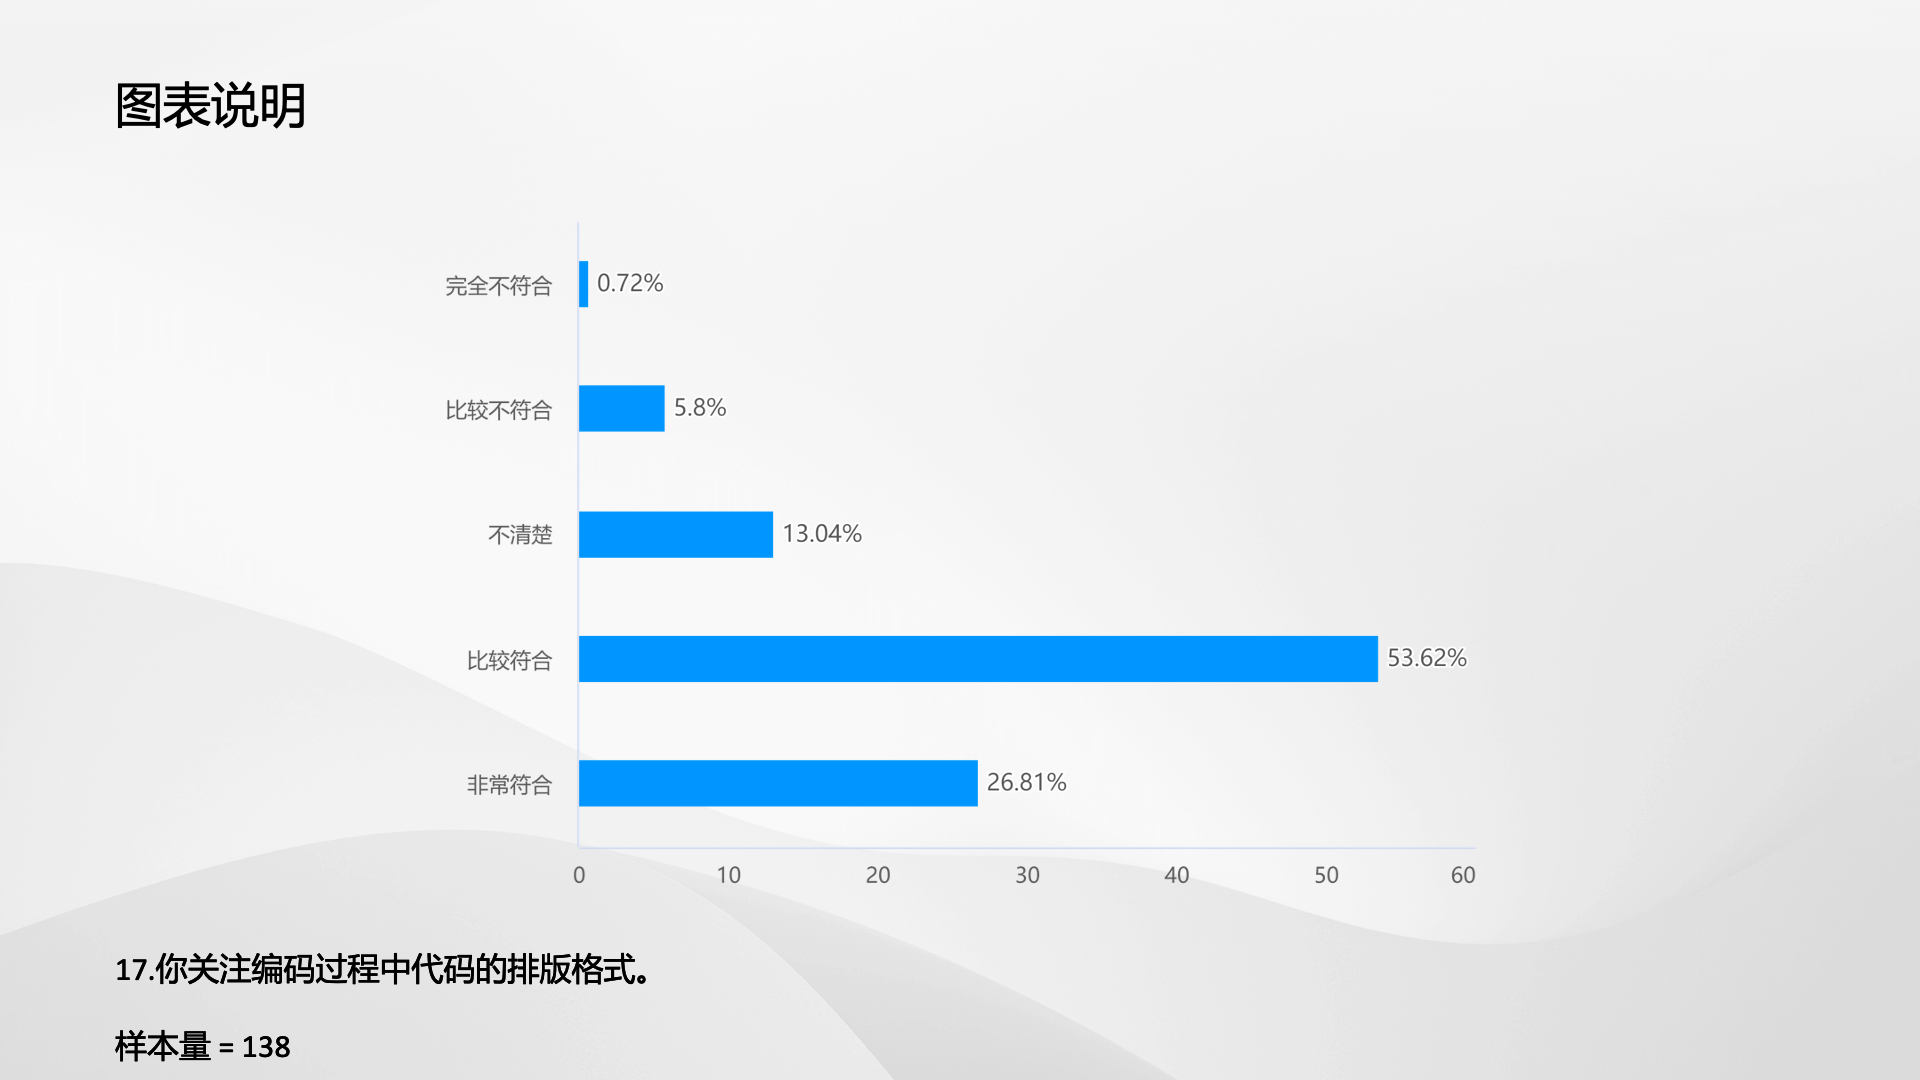 图表说明
完全不符合 0.72%
比较不符合 5.8%
不清楚 13.04%
比较符合 53.62%
非常符合 26.81%
0 10 20 30 40 50 60
17.你关注编码过程中代码的排版格式。
样本量 = 138